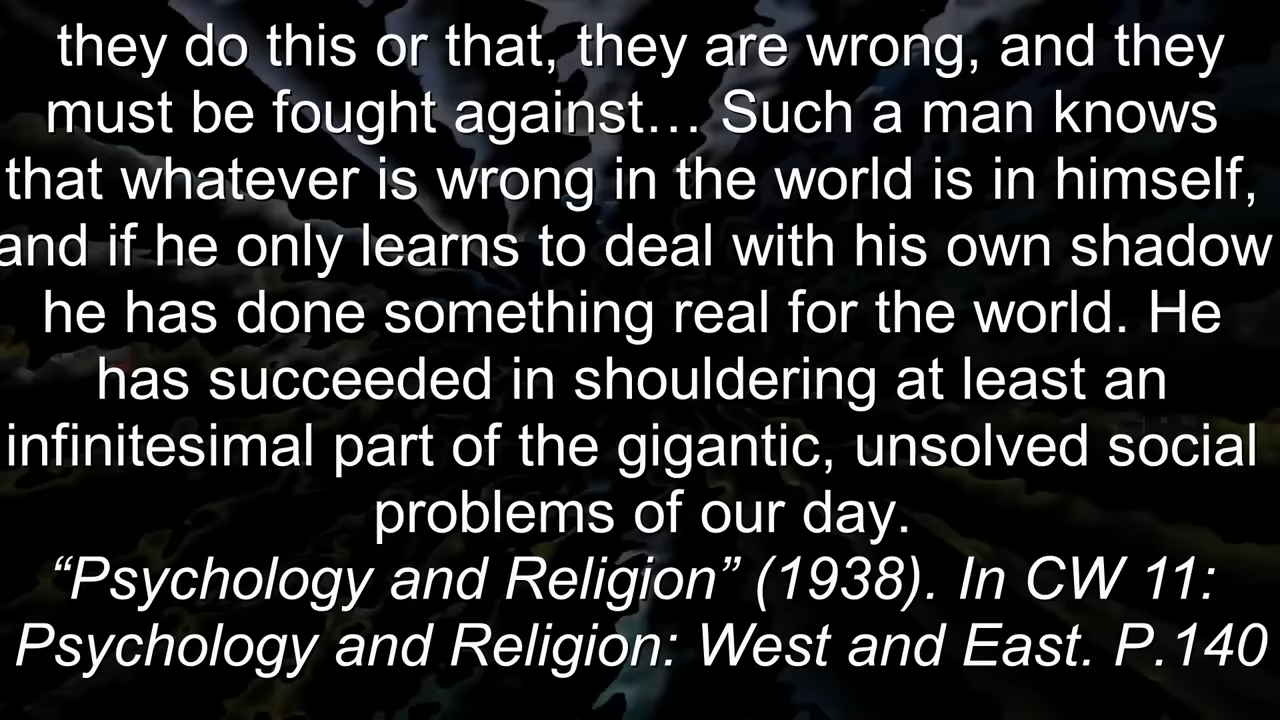 they do this or that, they are wrong, and they
must be fought against… Such a man knows
that whatever is wrong in the world is in himself,
and if he only learns to deal with his own shadow
he has done something real for the world. He
has succeeded in shouldering at least an
infinitesimal part of the gigantic, unsolved social
problems of our day.
“Psychology and Religion” (1938). In CW 11:
Psychology and Religion: West and East. P.140